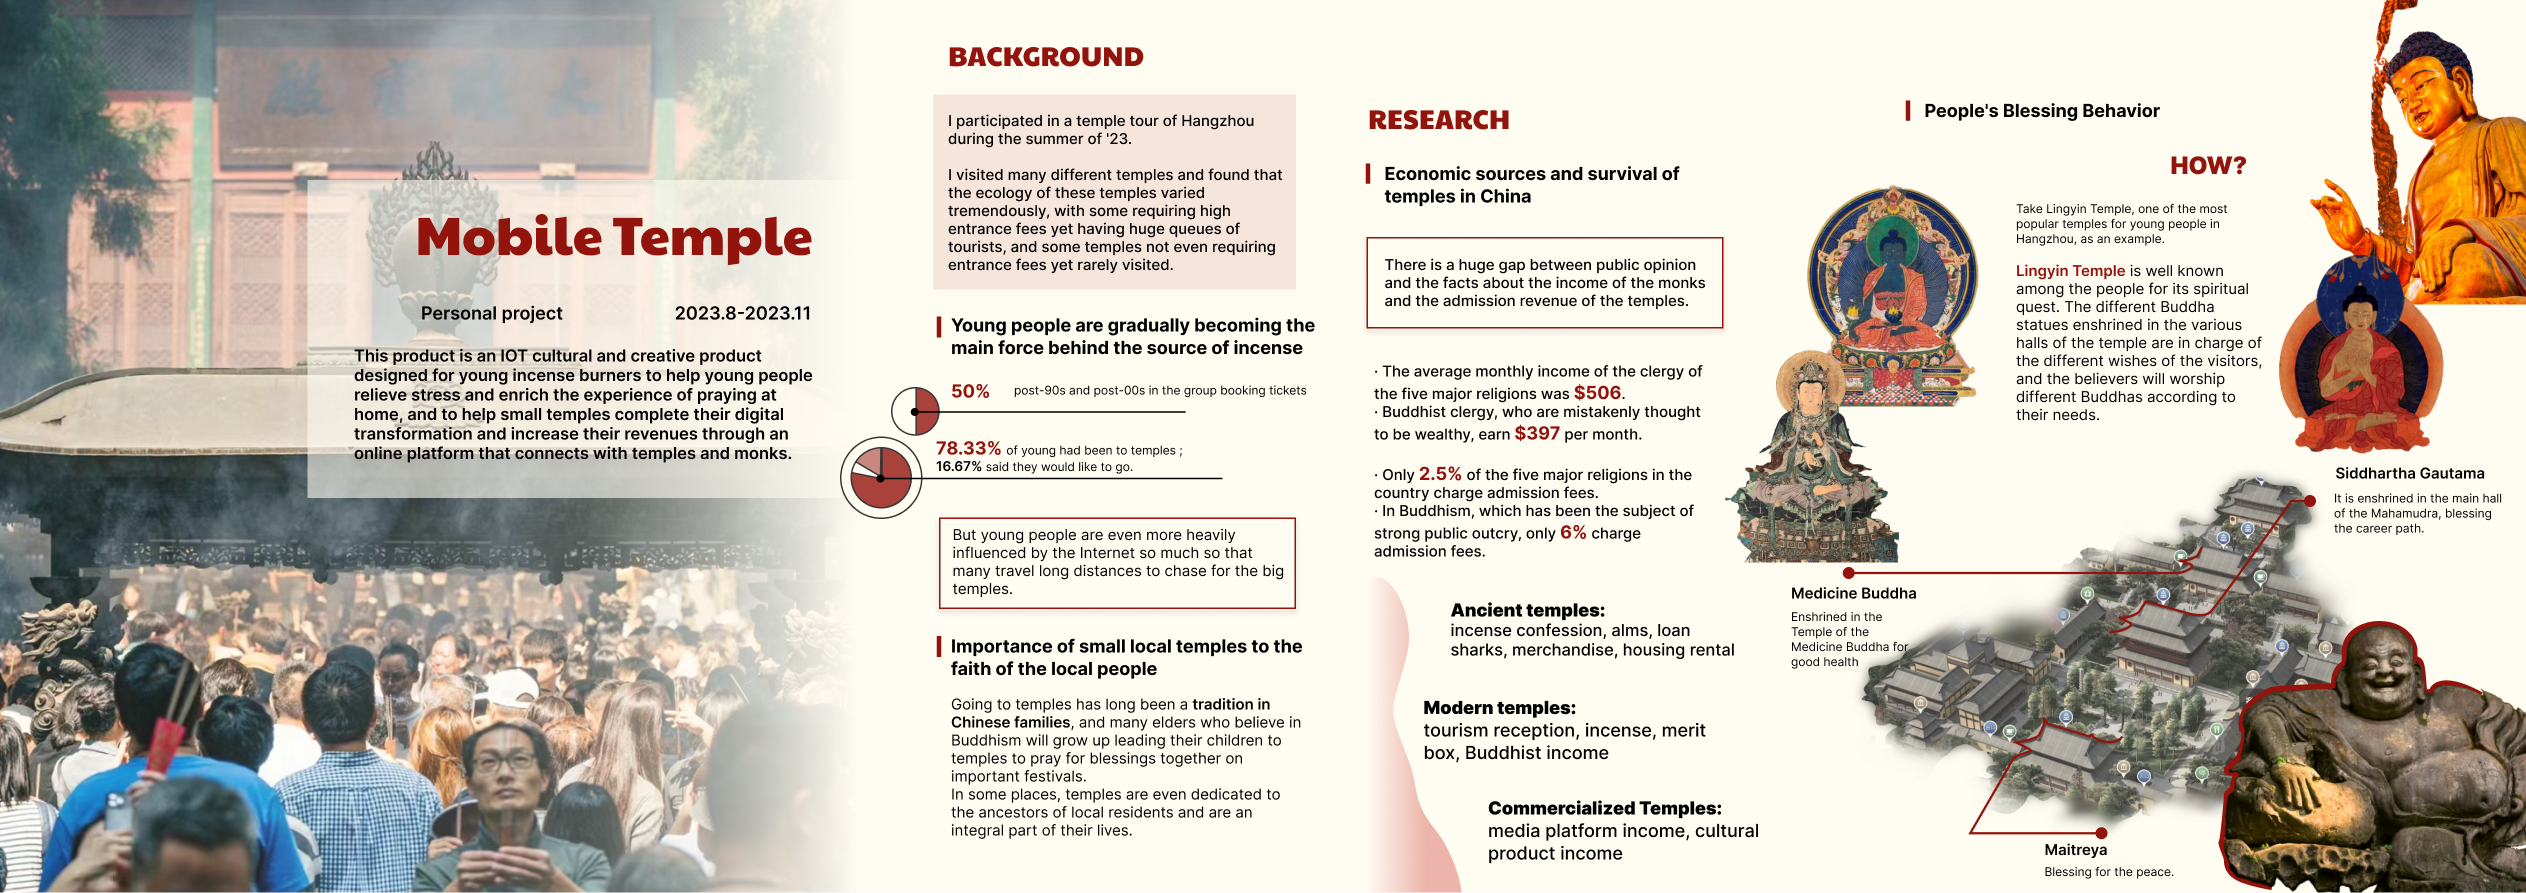 Mobile Temple
Personal project 2023.8-2023.11
This product is an IOT cultural and creative product
designed for young incense burners to help young people
relieve stress and enrich the experience of praying at
home, and to help small temples complete their digital
transformation and increase their revenues through an
online platform that connects with temples and monks.
BACKGROUND
I participated in a temple tour of Hangzhou
during the summer of '23.
I visited many different temples and found that
the ecology of these temples varied
tremendously, with some requiring high
entrance fees yet having huge queues of
tourists, and some temples not even requiring
entrance fees yet rarely visited.
Young people are gradually becoming the
main force behind the source of incense
50% post-90s and post-00s in the group booking tickets
78.33% of young had been to temples ;
16.67% said they would like to go.
But young people are even more heavily
influenced by the Internet so much so that
many travel long distances to chase for the big
temples.
Importance of small local temples to the
faith of the local people
Going to temples has long been a tradition in
Chinese families, and many elders who believe in
Buddhism will grow up leading their children to
temples to pray for blessings together on
important festivals.
In some places, temples are even dedicated to
the ancestors of local residents and are an
integral part of their lives.
RESEARCH
Economic sources and survival of
temples in China
There is a huge gap between public opinion
and the facts about the income of the monks
and the admission revenue of the temples.
· The average monthly income of the clergy of
the five major religions was $506.
· Buddhist clergy, who are mistakenly thought
to be wealthy, earn $397 per month.
· Only 2.5% of the five major religions in the
country charge admission fees.
· In Buddhism, which has been the subject of
strong public outcry, only 6% charge
admission fees.
Ancient temples:
incense confession, alms, loan
sharks, merchandise, housing rental
Modern temples:
tourism reception, incense, merit
box, Buddhist income
Commercialized Temples:
media platform income, cultural
product income
People's Blessing Behavior
HOW?
Take Lingyin Temple, one of the most
popular temples for young people in
Hangzhou, as an example.
Lingyin Temple is well known
among the people for its spiritual
quest. The different Buddha
statues enshrined in the various
halls of the temple are in charge of
the different wishes of the visitors,
and the believers will worship
different Buddhas according to
their needs.
Siddhartha Gautama
It is enshrined in the main hall
of the Mahamudra, blessing
the career path.
Medicine Buddha
Enshrined in the
Temple of the
Medicine Buddha for
good health
Maitreya
Blessing for the peace.